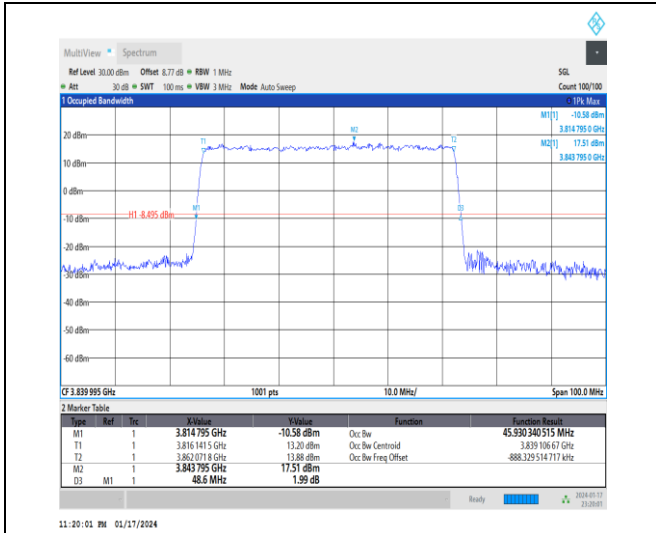 MultiView Spectrum
Ref Level 30.00 dBm Offset 8.77 dB RBW 1 MHz SGL
Att 30 dB SWT 100 ms VBW 3 MHz Mode Auto Sweep Count 100/100
1 Occupied Bandwidth 1Pk Max
M1[1] -10.58 dBm
3.814 795 0 GHz
M2[1] 17.51 dBm
3.843 795 0 GHz
20 dBm
M2
T1
T2
10 dBm
0 dBm
M1
D3
-10 dBm
H1 -8.495 dBm
-20 dBm
-40 dBm
-50 dBm
-60 dBm
CF 3.839 995 GHz 1001 pts 10.0 MHz/ Span 100.0 MHz
2 Marker Table
Type Ref Trc X-Value Y-Value Function Function Result
M1 1 3.814 795 GHz -10.58 dBm Occ Bw 45.930 340 515 MHz
T1 1 3.816 141 5 GHz 13.20 dBm Occ Bw Centroid 3.839 106 67 GHz
T2 1 3.862 071 8 GHz 13.88 dBm Occ Bw Freq Offset -888.329 514 717 kHz
M2 1 3.843 795 GHz 17.51 dBm
D3 M1 1 48.6 MHz 1.99 dB
Ready 2024-01-17
23:20:01
11:20:01 PM 01/17/2024